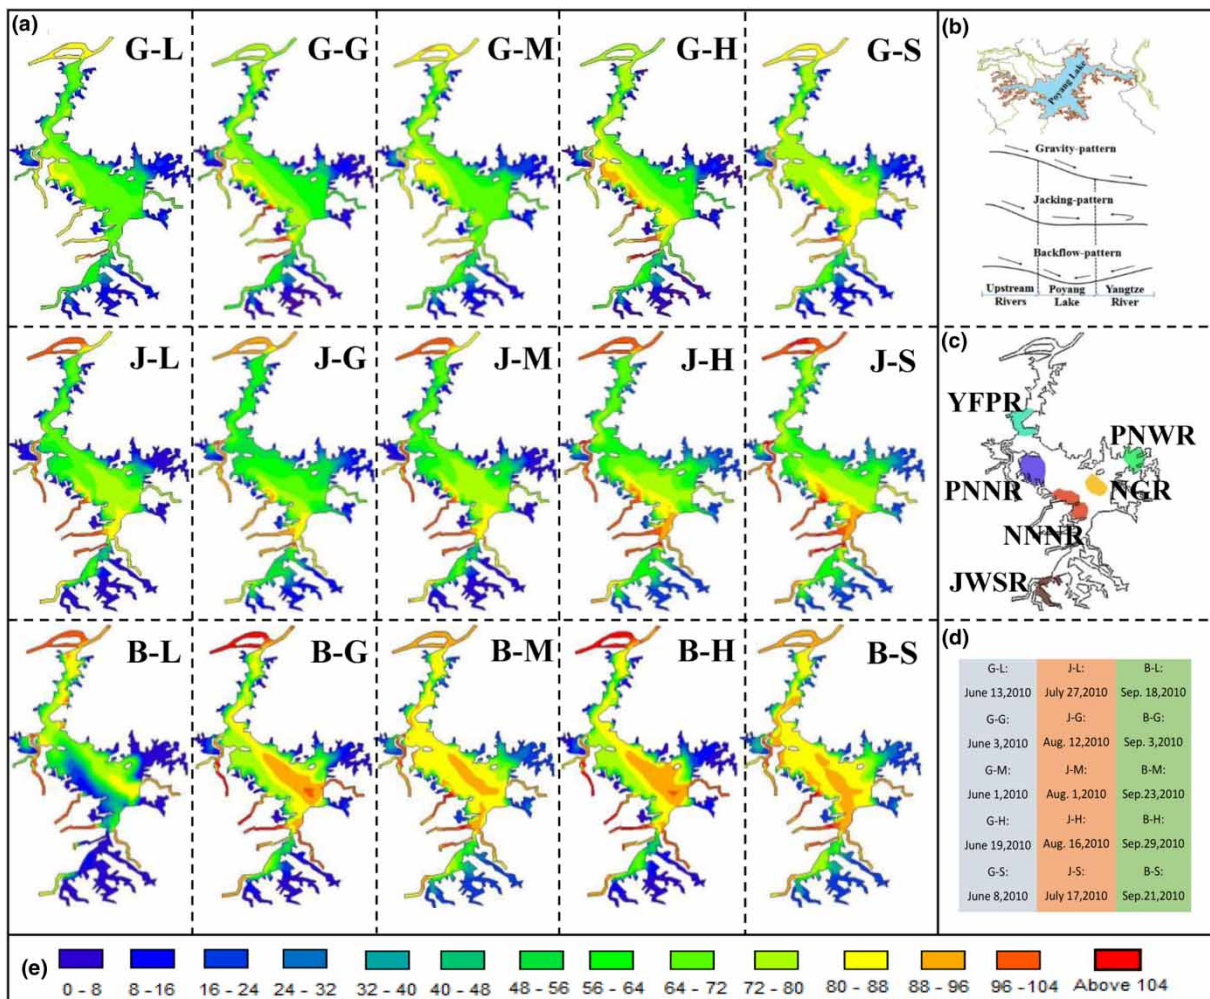 (a)
G-L
G-G
G-M
G-H
G-S
J-L
J-G
J-M
J-H
J-S
B-L
B-G
B-M
B-H
B-S
(b)
Poyang Lake
Gravity-pattern
Jacking-pattern
Backflow-pattern
Upstream Poyang Yangtze
Rivers Lake River
(c)
YFPR
PNWR
PNNR
NGR
NNNR
JWSR
(d)
G-L: J-L: B-L:
June 13,2010 July 27,2010 Sep. 18,2010
G-G: J-G: B-G:
June 3,2010 Aug. 12,2010 Sep. 3,2010
G-M: J-M: B-M:
June 1,2010 Aug. 1,2010 Sep.23,2010
G-H: J-H: B-H:
June 19,2010 Aug. 16,2010 Sep.29,2010
G-S: J-S: B-S:
June 8,2010 July 17,2010 Sep.21,2010
(e)
0 - 8 8 -16 16 - 24 24 - 32 32 - 40 40 - 48 48 - 56 56 - 64 64 - 72 72 - 80 80 - 88 88 - 96 96 -104 Above 104